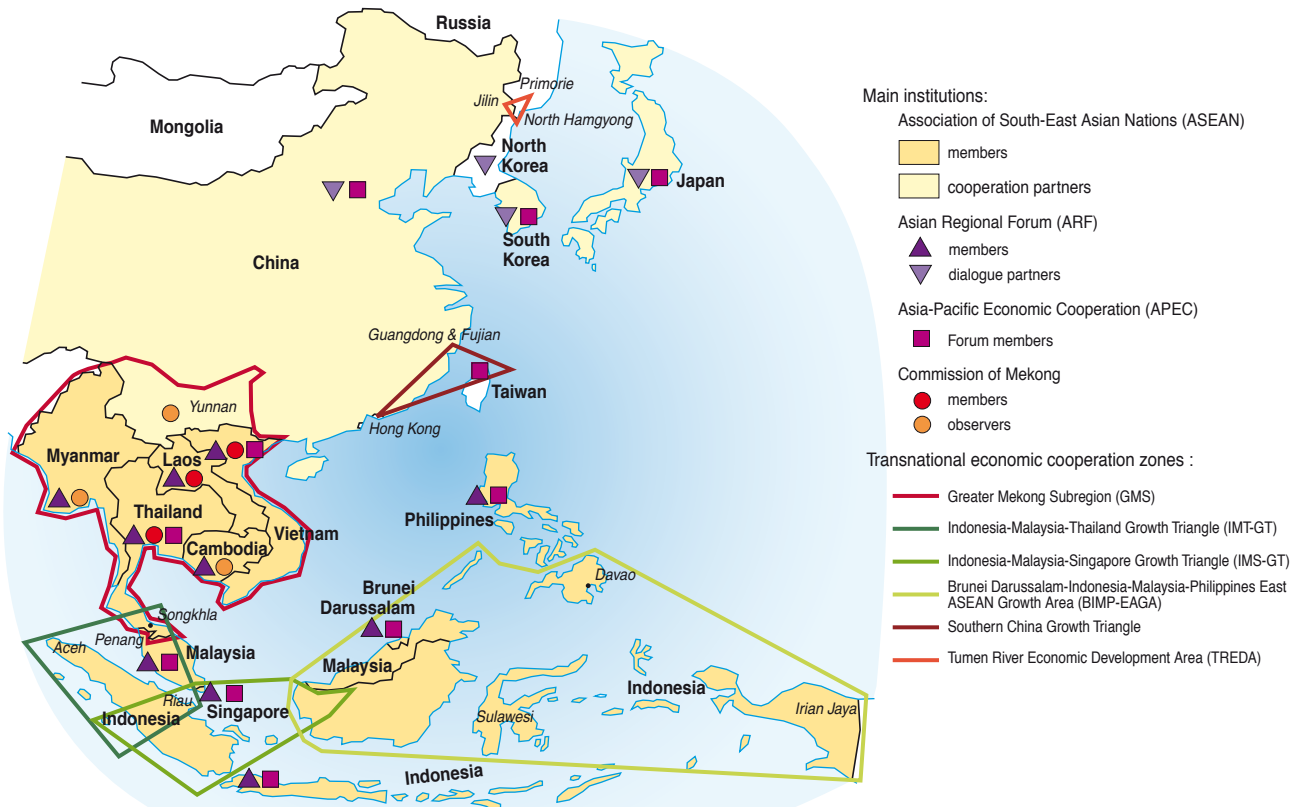 Russia
Primorie
Jilin
North Hamgyong
Mongolia
North
Korea
Japan
South
Korea
China
Guangdong & Fujian
Taiwan
Hong Kong
Yunnan
Myanmar
Laos
Thailand
Vietnam
Cambodia
Philippines
Davao
Brunei
Darussalam
Songkhla
Penang
Aceh
Malaysia
Malaysia
Riau
Indonesia
Singapore
Sulawesi
Indonesia
Irian Jaya
Indonesia
Main institutions:
Association of South-East Asian Nations (ASEAN)
members
cooperation partners
Asian Regional Forum (ARF)
members
dialogue partners
Asia-Pacific Economic Cooperation (APEC)
Forum members
Commission of Mekong
members
observers
Transnational economic cooperation zones :
Greater Mekong Subregion (GMS)
Indonesia-Malaysia-Thailand Growth Triangle (IMT-GT)
Indonesia-Malaysia-Singapore Growth Triangle (IMS-GT)
Brunei Darussalam-Indonesia-Malaysia-Philippines East
ASEAN Growth Area (BIMP-EAGA)
Southern China Growth Triangle
Tumen River Economic Development Area (TREDA)